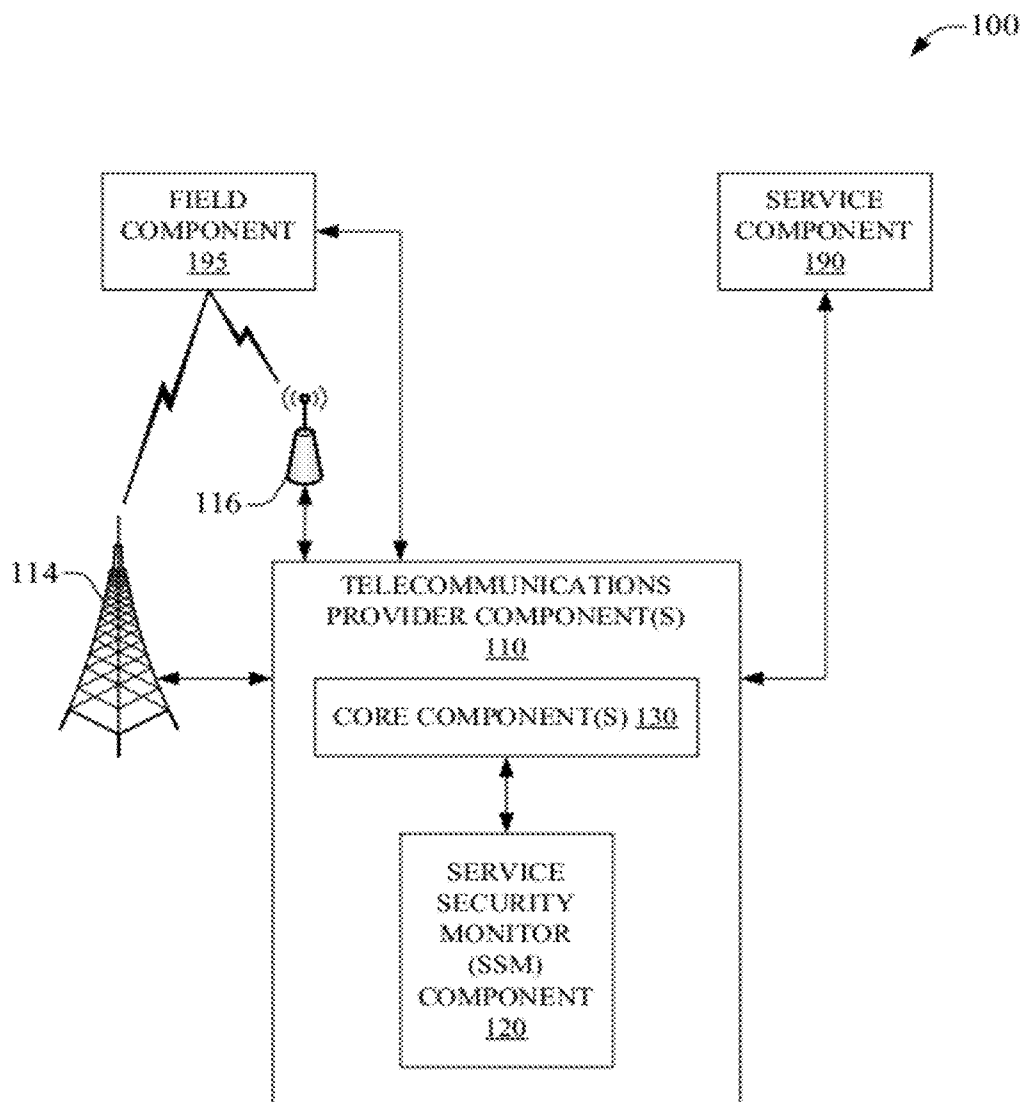 100
FIELD
COMPONENT
195
SERVICE
COMPONENT
190
116
114
TELECOMMUNICATIONS
PROVIDER COMPONENT(S)
110
CORE COMPONENT(S) 130
SERVICE
SECURITY
MONITOR
(SSM)
COMPONENT
120